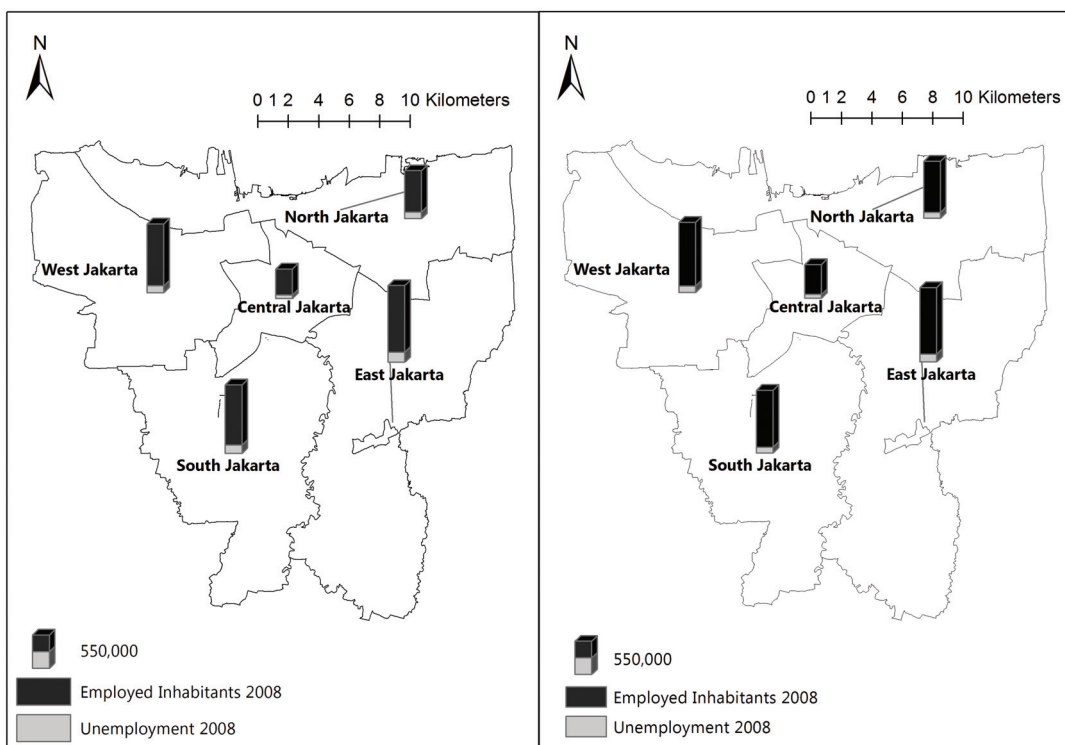 N
0 1 2 4 6 8 10 Kilometers
North Jakarta
West Jakarta
Central Jakarta
East Jakarta
South Jakarta
550,000
Employed Inhabitants 2008
Unemployment 2008
N
0 2 4 6 8 10 Kilometers
North Jakarta
West Jakarta
Central Jakarta
East Jakarta
South Jakarta
550,000
Employed Inhabitants 2008
Unemployment 2008